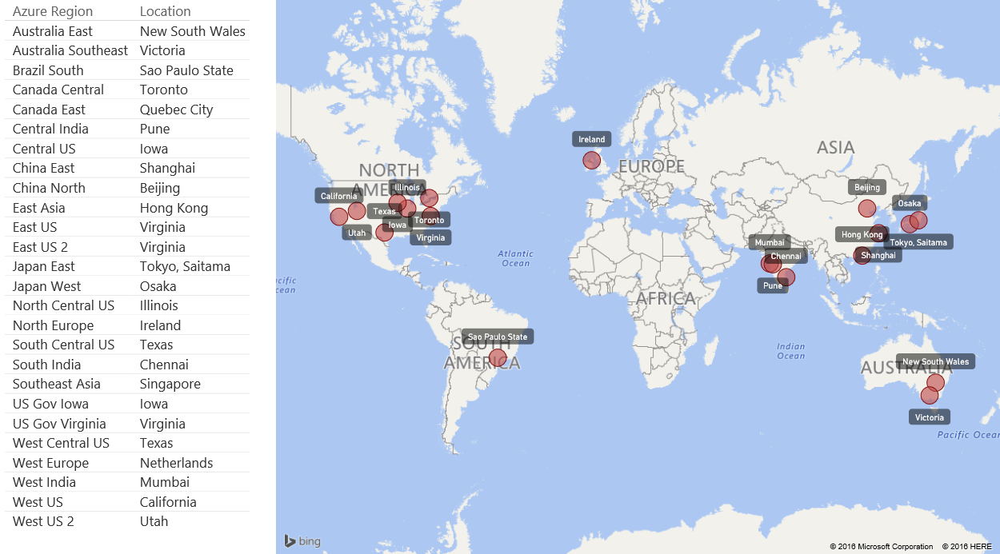 Azure Region Location
Australia East New South Wales
Australia Southeast Victoria
Brazil South Sao Paulo State
Canada Central Toronto
Canada East Quebec City
Central India Pune
Central US Iowa
China East Shanghai
China North Beijing
East Asia Hong Kong
East US Virginia
East US 2 Virginia
Japan East Tokyo, Saitama
Japan West Osaka
North Central US Illinois
North Europe Ireland
South Central US Texas
South India Chennai
Southeast Asia Singapore
US Gov Iowa Iowa
US Gov Virginia Virginia
West Central US Texas
West Europe Netherlands
West India Mumbai
West US California
West US 2 Utah
Ireland
ASIA
EUROPE
NORTH
AMERICA
Illinois
California
Texas
Toronto
Iowa
Utah
Virginia
Beijing
Osaka
Hong Kong
Tokyo, Saitama
Mumbai
Chennai
Shanghai
Pune
Atlantic
Ocean
acific
cean
AFRICA
Sao Paulo State
SOUTH
AMERICA
Indian
Ocean
New South Wales
AUSTRALIA
Victoria
Pacific Ocean
bing
© 2016 Microsoft Corporation © 2016 HERE